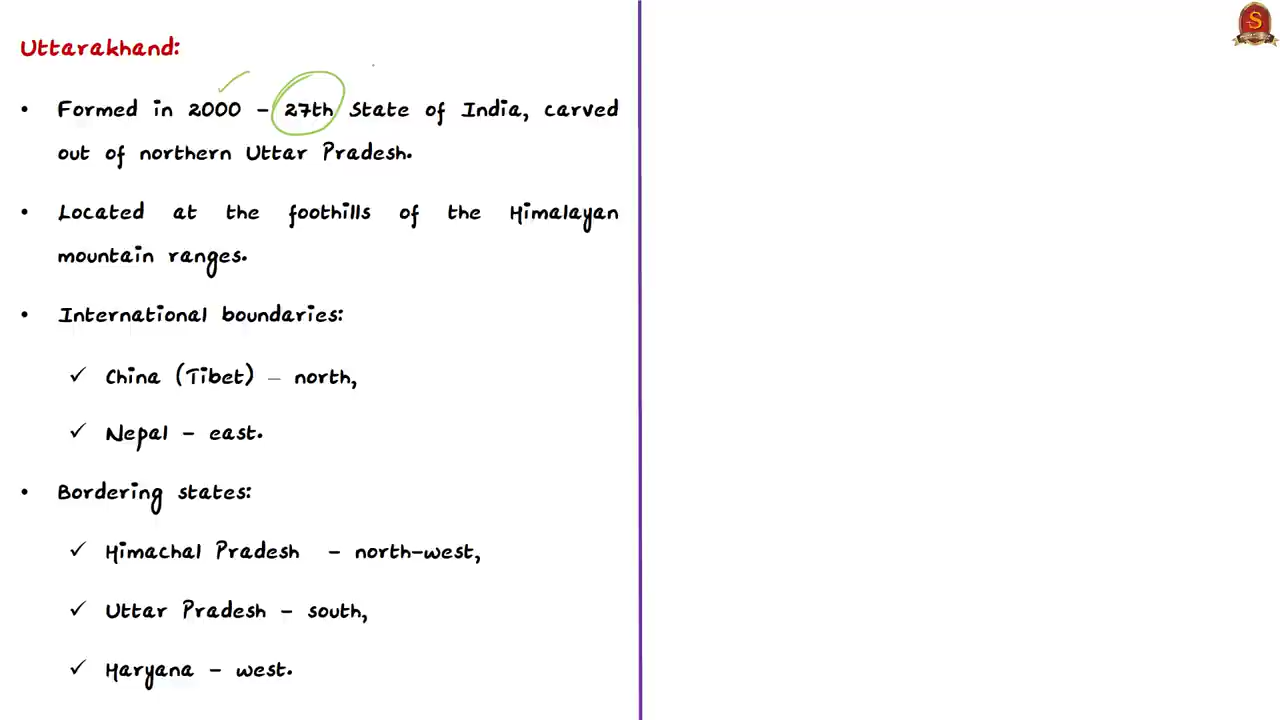 Uttarakhand:
• Formed in 2000 – 27th State of India, carved
out of northern Uttar Pradesh.
• Located at the foothills of the Himalayan
mountain ranges.
• International boundaries:
✓ China (Tibet) – north,
✓ Nepal – east.
• Bordering states:
✓ Himachal Pradesh – north-west,
✓ Uttar Pradesh – south,
✓ Haryana – west.
S